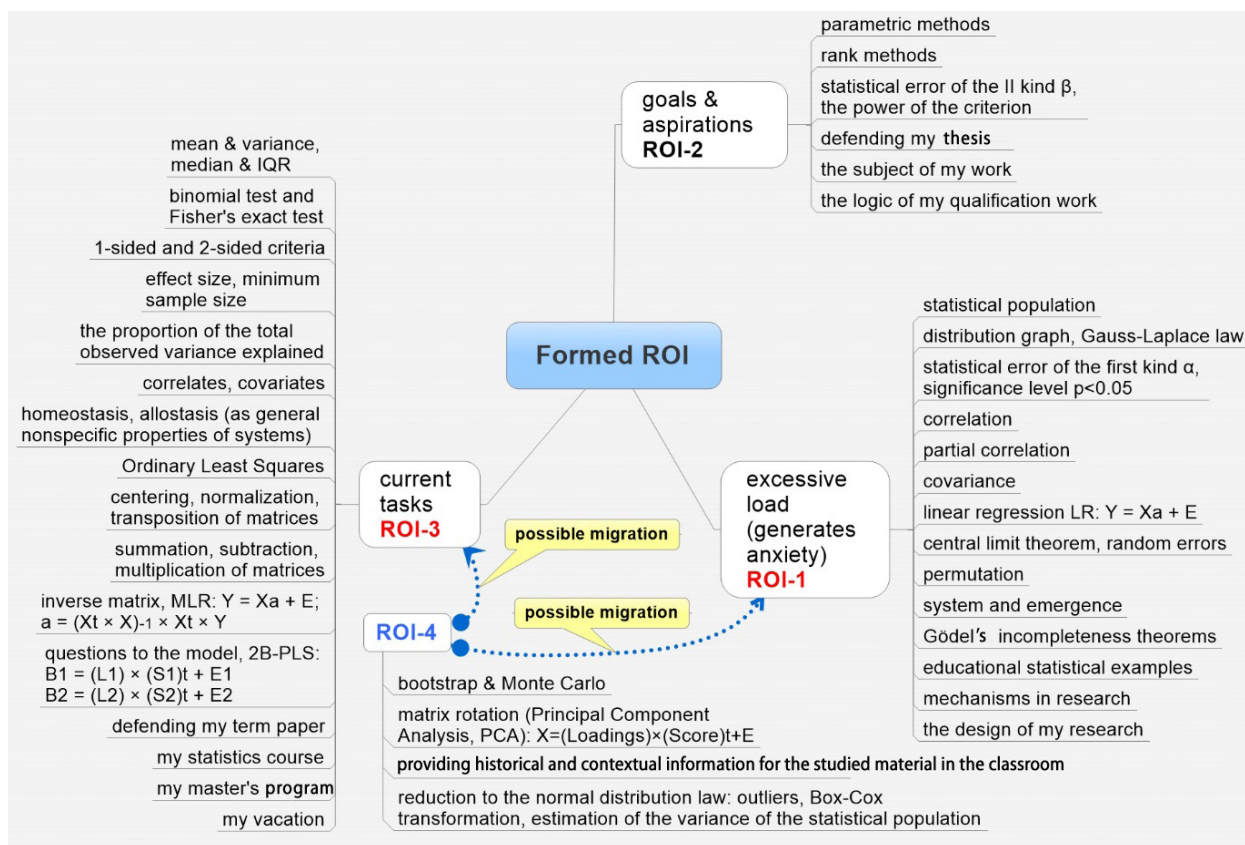 parametric methods
rank methods
statistical error of the II kind β,
the power of the criterion
defending my thesis
the subject of my work
the logic of my qualification work
goals &
aspirations
ROI-2
mean & variance,
median & IQR
binomial test and
Fisher's exact test
1-sided and 2-sided criteria
effect size, minimum
sample size
the proportion of the total
observed variance explained
correlates, covariates
homeostasis, allostasis (as general
nonspecific properties of systems)
Ordinary Least Squares
centering, normalization,
transposition of matrices
summation, subtraction,
multiplication of matrices
inverse matrix, MLR: Y = Xa + E;
a = (Xt × X)-1 × Xt × Y
questions to the model, 2B-PLS:
B1 = (L1) × (S1)t + E1
B2 = (L2) × (S2)t + E2
defending my term paper
my statistics course
my master's program
my vacation
Formed ROI
current
tasks
ROI-3
excessive
load
(generates
anxiety)
ROI-1
statistical population
distribution graph, Gauss-Laplace law
statistical error of the first kind α,
significance level p<0.05
correlation
partial correlation
covariance
linear regression LR: Y = Xa + E
central limit theorem, random errors
permutation
system and emergence
Gödel's incompleteness theorems
educational statistical examples
mechanisms in research
the design of my research
possible migration
possible migration
ROI-4
bootstrap & Monte Carlo
matrix rotation (Principal Component
Analysis, PCA): X=(Loadings)×(Score)t+E
providing historical and contextual information for the studied material in the classroom
reduction to the normal distribution law: outliers, Box-Cox
transformation, estimation of the variance of the statistical population